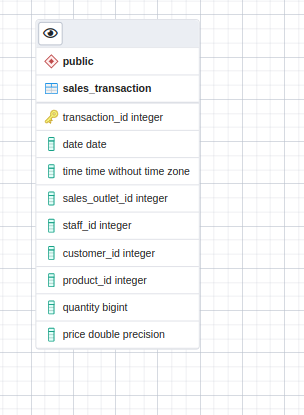 public
sales_transaction
transaction_id integer
date date
time time without time zone
sales_outlet_id integer
staff_id integer
customer_id integer
product_id integer
quantity bigint
price double precision